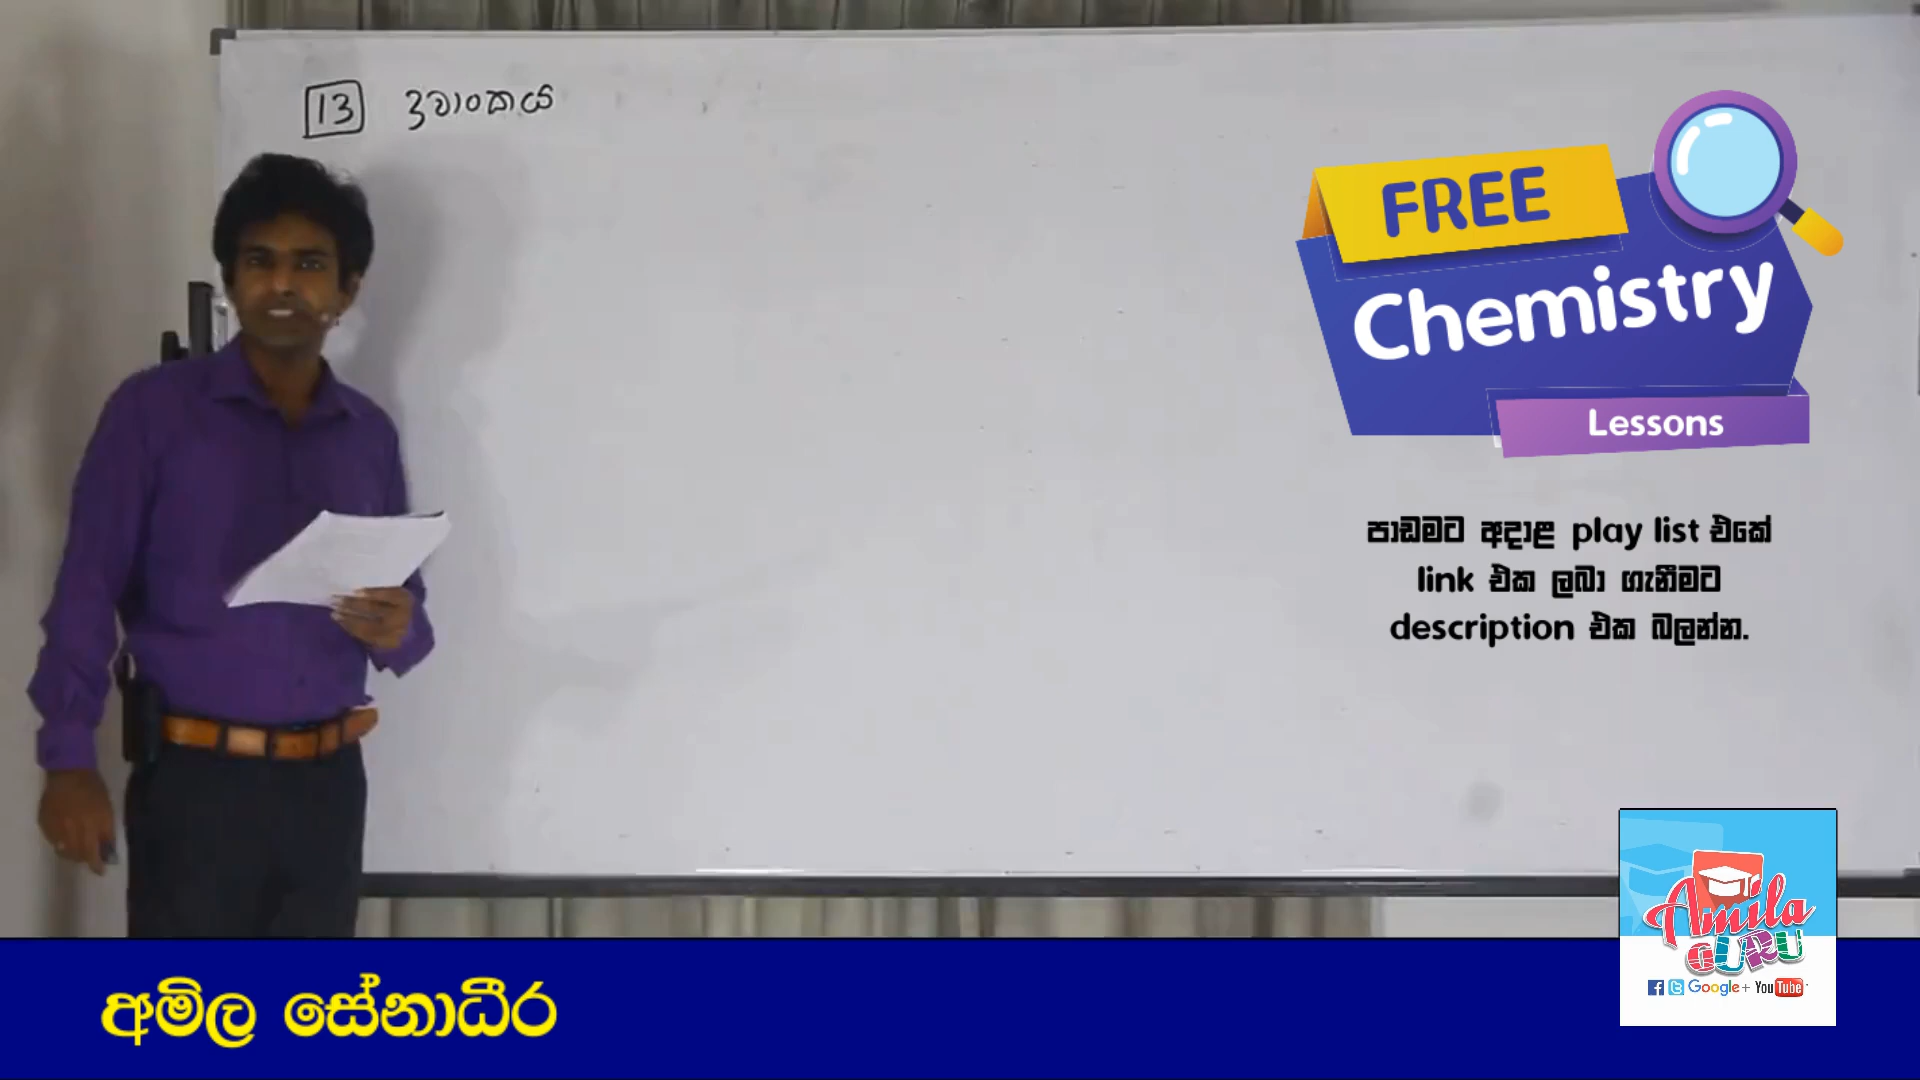 13 ද්‍රවාංකය
FREE
Chemistry
Lessons
පාඩමට අදාළ play list එකේ
link එක ලබා ගැනීමට
description එක බලන්න.
Amila
GURU
Google+ YouTube
අමිල සේනාධීර